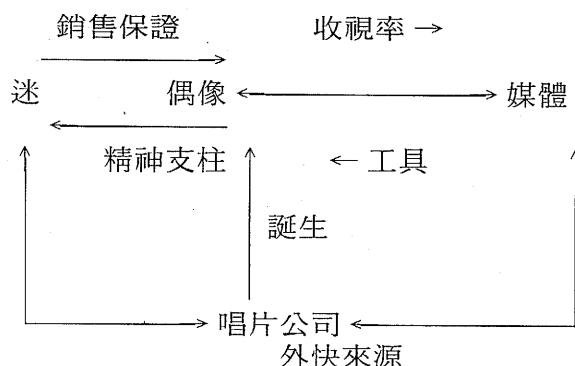 銷售保證 收視率 →
迷 偶像 媒體
精神支柱 ← 工具
誕生
唱片公司
外快來源